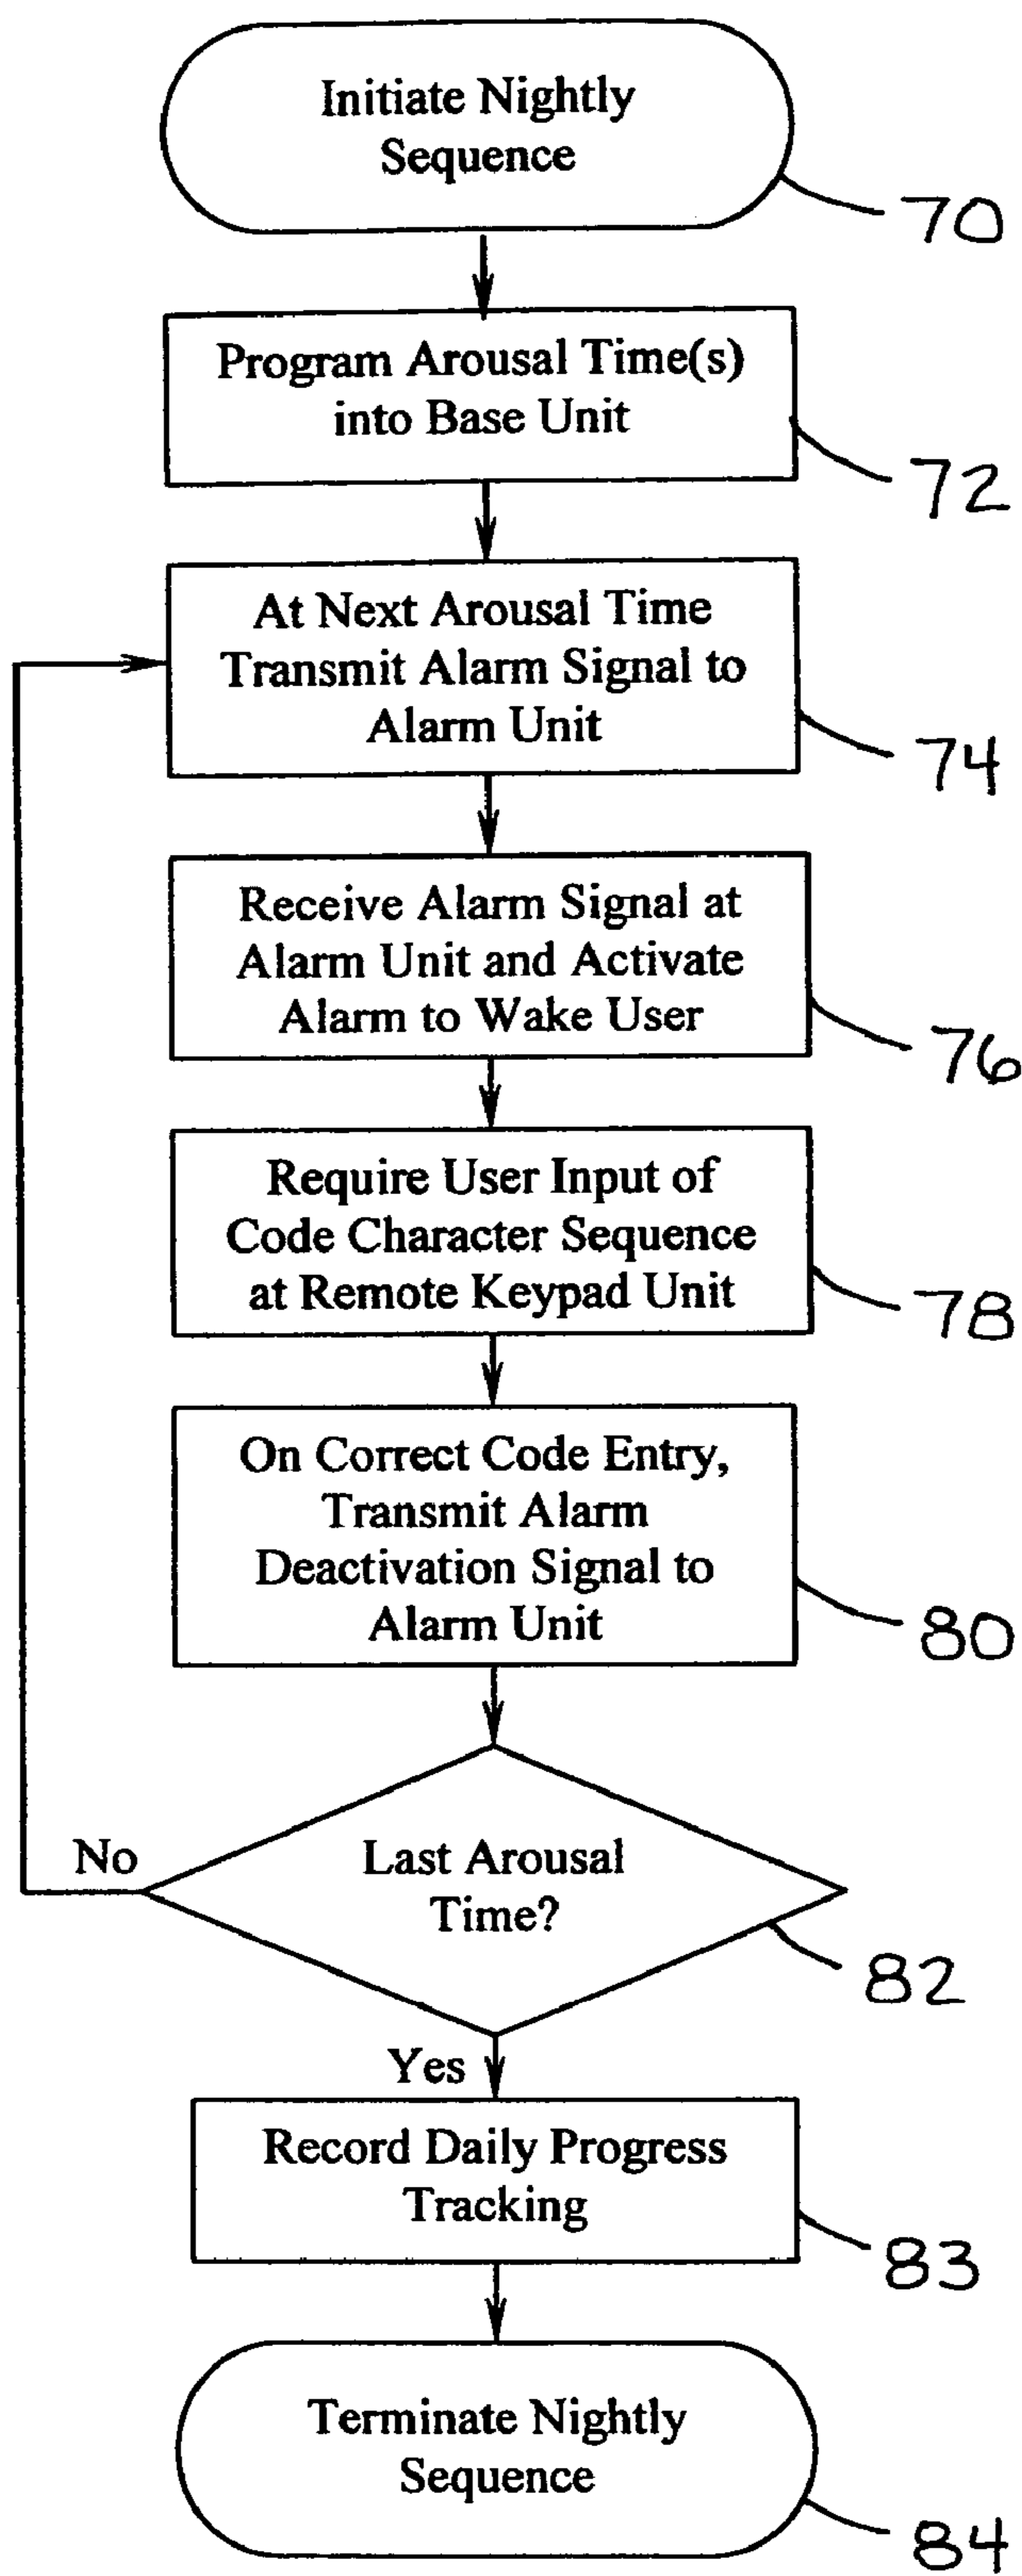 Initiate Nightly
Sequence
70
Program Arousal Time(s)
into Base Unit
72
At Next Arousal Time
Transmit Alarm Signal to
Alarm Unit
74
Receive Alarm Signal at
Alarm Unit and Activate
Alarm to Wake User
76
Require User Input of
Code Character Sequence
at Remote Keypad Unit
78
On Correct Code Entry,
Transmit Alarm
Deactivation Signal to
Alarm Unit
80
No
Last Arousal
Time?
82
Yes
Record Daily Progress
Tracking
83
Terminate Nightly
Sequence
84